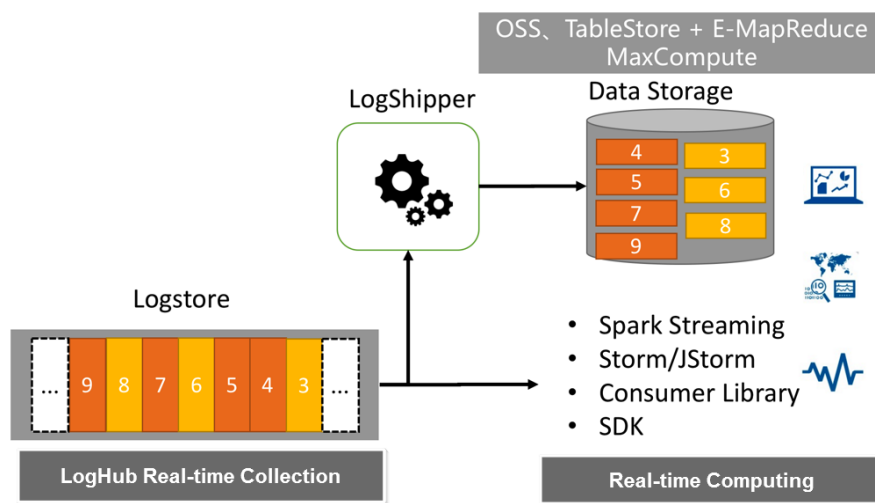 OSS、TableStore + E-MapReduce
MaxCompute
LogShipper
Data Storage
4
3
5
6
7
8
9
Logstore
... 9 8 7 6 5 4 3 ...
• Spark Streaming
• Storm/JStorm
• Consumer Library
• SDK
LogHub Real-time Collection
Real-time Computing